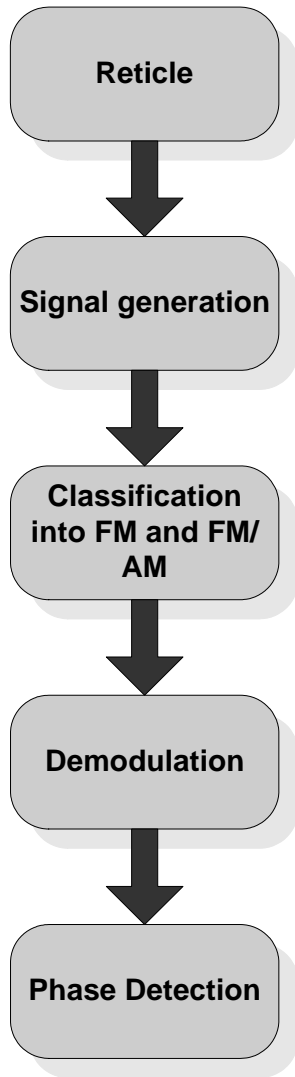 Reticle
Signal generation
Classification
into FM and FM/
AM
Demodulation
Phase Detection